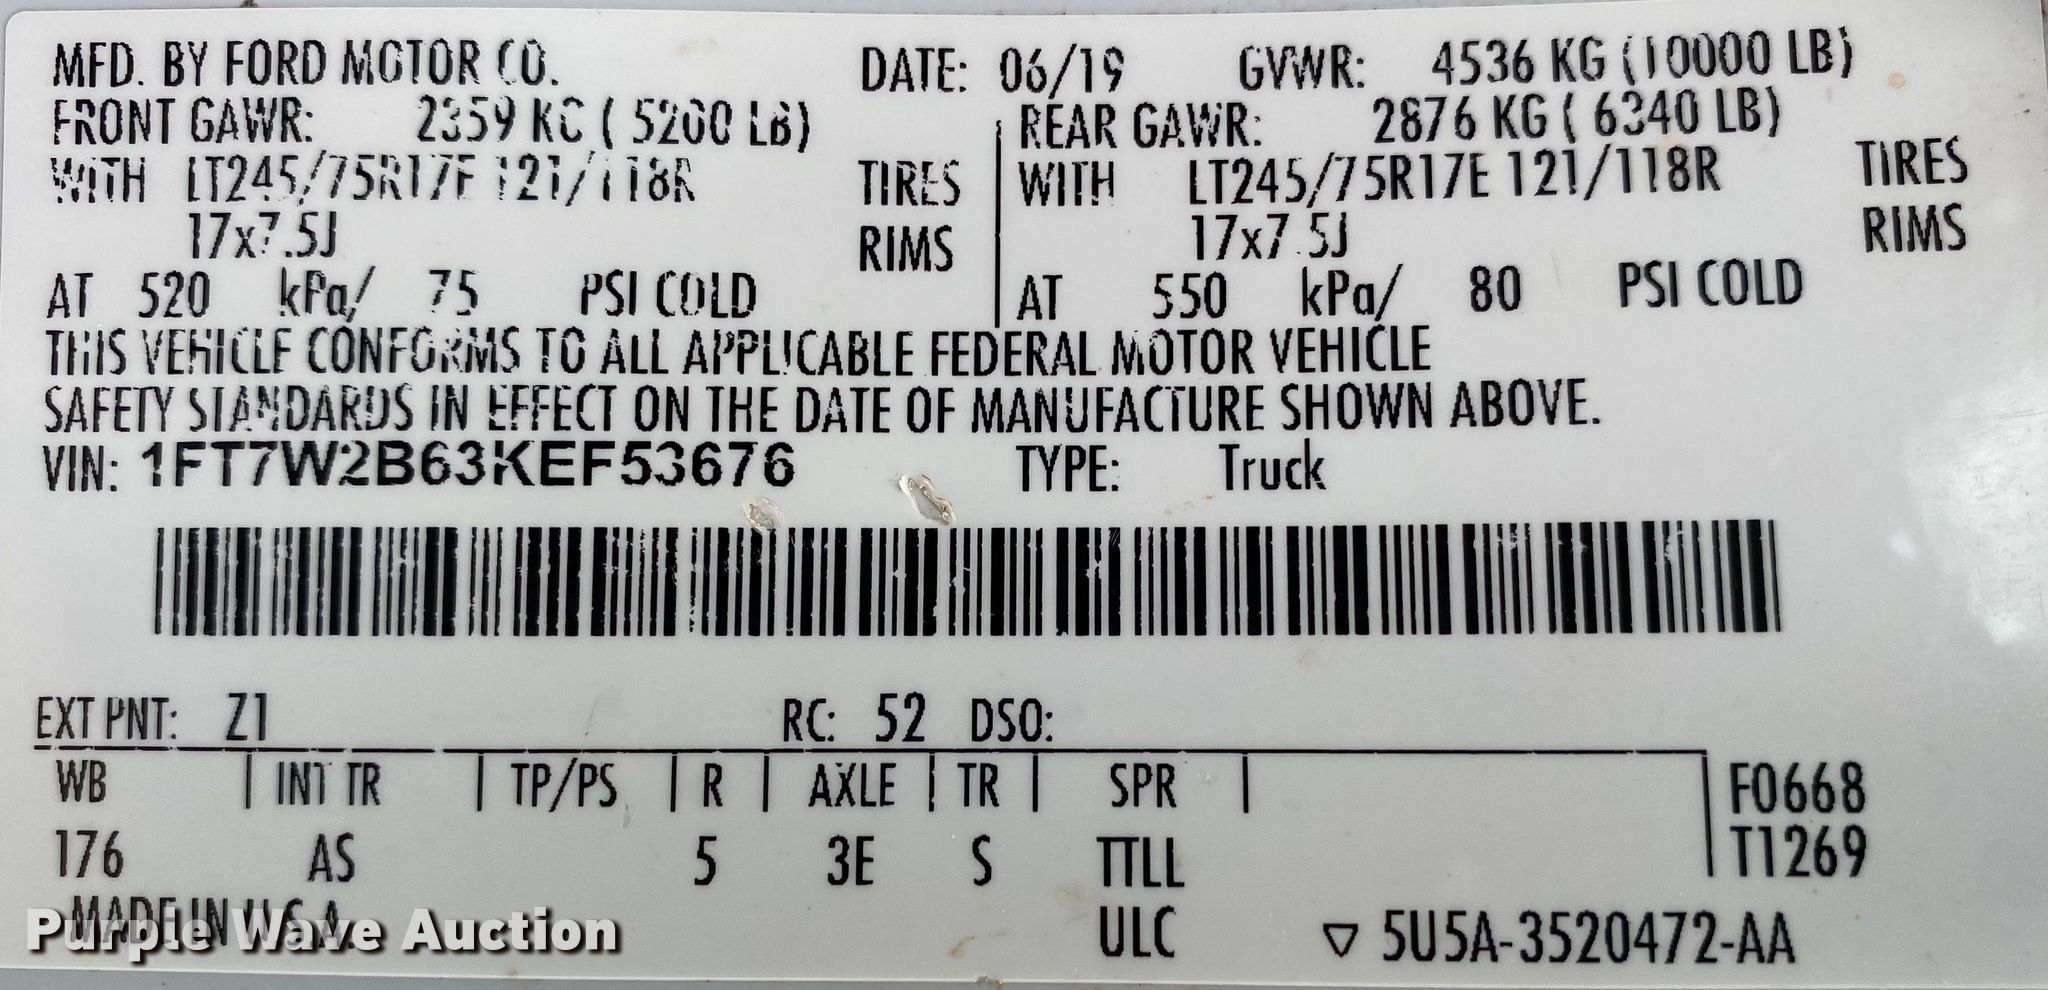 MFD. BY FORD MOTOR CO. DATE: 06/19 GVWR: 4536 KG (10000 LB)
FRONT GAWR: 2359 KG ( 5200 LB) REAR GAWR: 2876 KG ( 6340 LB)
WITH LT245/75R17E 121/118R TIRES WITH LT245/75R17E 121/118R TIRES
17x7.5J RIMS 17x7.5J RIMS
AT 520 kPa/ 75 PSI COLD AT 550 kPa/ 80 PSI COLD
THIS VEHICLE CONFORMS TO ALL APPLICABLE FEDERAL MOTOR VEHICLE
SAFETY STANDARDS IN EFFECT ON THE DATE OF MANUFACTURE SHOWN ABOVE.
VIN: 1FT7W2B63KEF53676 TYPE: Truck
EXT PNT: Z1 RC: 52 DSO:
WB | INT TR | TP/PS | R | AXLE | TR | SPR | F0668
176 AS 5 3E S TTLL T1269
MADE IN U.S.A. ULC ▽ 5U5A-3520472-AA
Purple Wave Auction